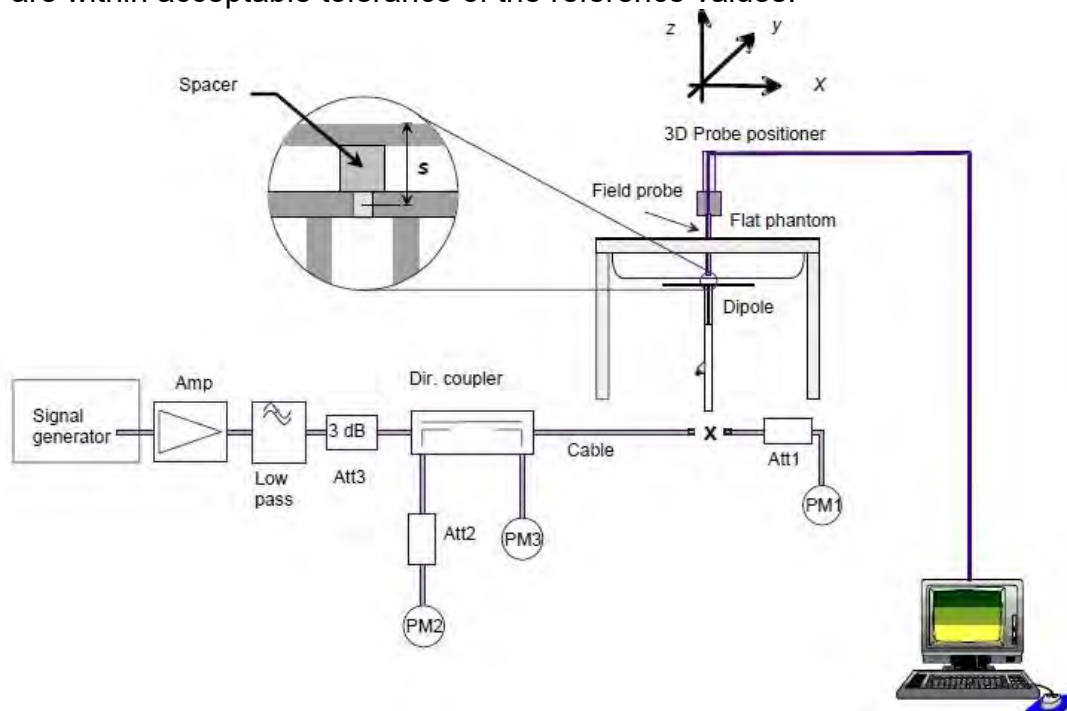 are within acceptable tolerance of the reference values.
z
y
X
Spacer
s
3D Probe positioner
Field probe
Flat phantom
Dipole
Dir. coupler
Amp
Signal
generator
3 dB
Low
pass
Att3
Cable
x
Att1
PM1
Att2
PM3
PM2